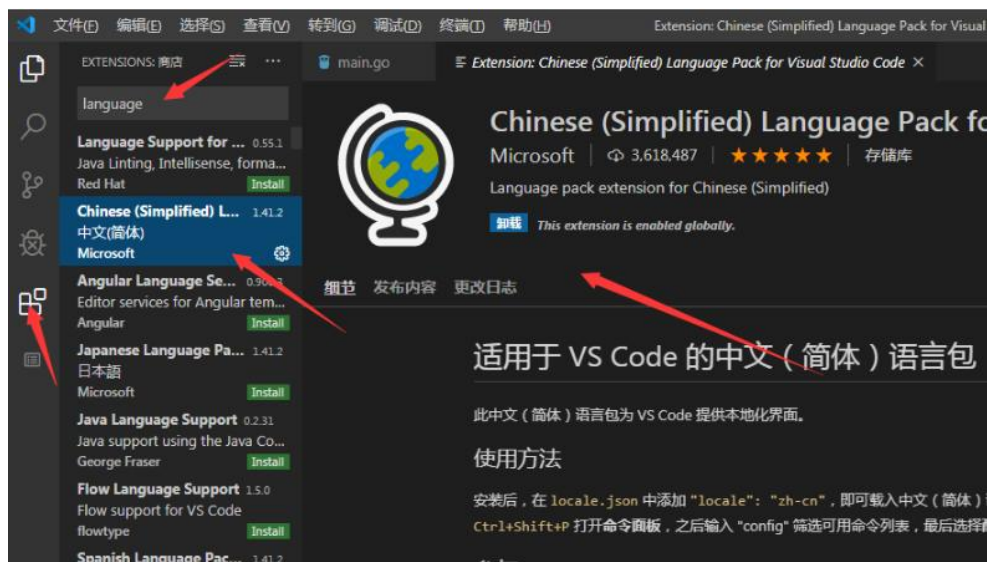 文件(F) 编辑(E) 选择(S) 查看(V) 转到(G) 调试(D) 终端(T) 帮助(H) Extension: Chinese (Simplified) Language Pack for Visual
EXTENSIONS: 商店
main.go
Extension: Chinese (Simplified) Language Pack for Visual Studio Code
language
Language Support for ... 0.55.1
Java Linting, Intellisense, forma...
Red Hat Install
Chinese (Simplified) L... 1.41.2
中文(简体)
Microsoft
Angular Language Se...
Editor services for Angular tem...
Angular Install
Japanese Language Pa... 1.41.2
日本語
Microsoft Install
Java Language Support 0.2.31
Java support using the Java Co...
George Fraser Install
Flow Language Support 1.5.0
Flow support for VS Code
flowtype Install
Spanish Language Pac... 1.41.2
Chinese (Simplified) Language Pack fo
Microsoft 3,618,487 存储库
Language pack extension for Chinese (Simplified)
卸载 This extension is enabled globally.
细节 发布内容 更改日志
适用于 VS Code 的中文（简体）语言包
此中文（简体）语言包为 VS Code 提供本地化界面。
使用方法
安装后，在 locale.json 中添加 "locale": "zh-cn"，即可载入中文（简体）
Ctrl+Shift+P 打开命令面板，之后输入 "config" 筛选可用命令列表，最后选择